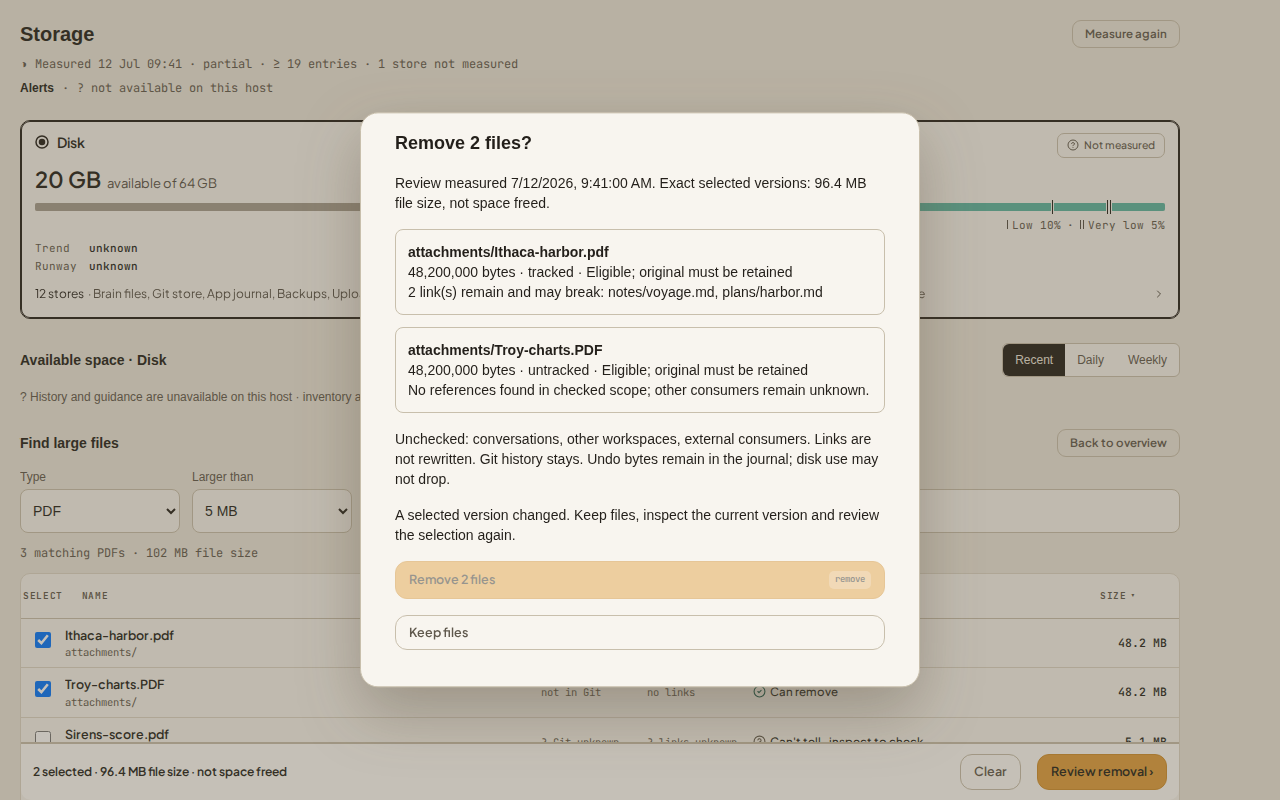 Storage
Measure again
Measured 12 Jul 09:41 · partial · ≥ 19 entries · 1 store not measured
Alerts · ? not available on this host
Disk
Not measured
20 GB available of 64 GB
Low 10% · Very low 5%
Trend unknown
Runway unknown
12 stores · Brain files, Git store, App journal, Backups, Uplo
Available space · Disk
Recent
Daily
Weekly
? History and guidance are unavailable on this host · inventory a
Find large files
Back to overview
Type
Larger than
PDF
5 MB
3 matching PDFs · 102 MB file size
SELECT NAME SIZE
Ithaca-harbor.pdf
attachments/
48.2 MB
Troy-charts.PDF
attachments/
not in Git
no links
Can remove
48.2 MB
Sirens-score.pdf
? Git unknown
? links unknown
Can't tell · inspect to check
5.1 MB
2 selected · 96.4 MB file size · not space freed
Clear
Review removal ›
Remove 2 files?
Review measured 7/12/2026, 9:41:00 AM. Exact selected versions: 96.4 MB
file size, not space freed.
attachments/Ithaca-harbor.pdf
48,200,000 bytes · tracked · Eligible; original must be retained
2 link(s) remain and may break: notes/voyage.md, plans/harbor.md
attachments/Troy-charts.PDF
48,200,000 bytes · untracked · Eligible; original must be retained
No references found in checked scope; other consumers remain unknown.
Unchecked: conversations, other workspaces, external consumers. Links are
not rewritten. Git history stays. Undo bytes remain in the journal; disk use may
not drop.
A selected version changed. Keep files, inspect the current version and review
the selection again.
Remove 2 files
remove
Keep files